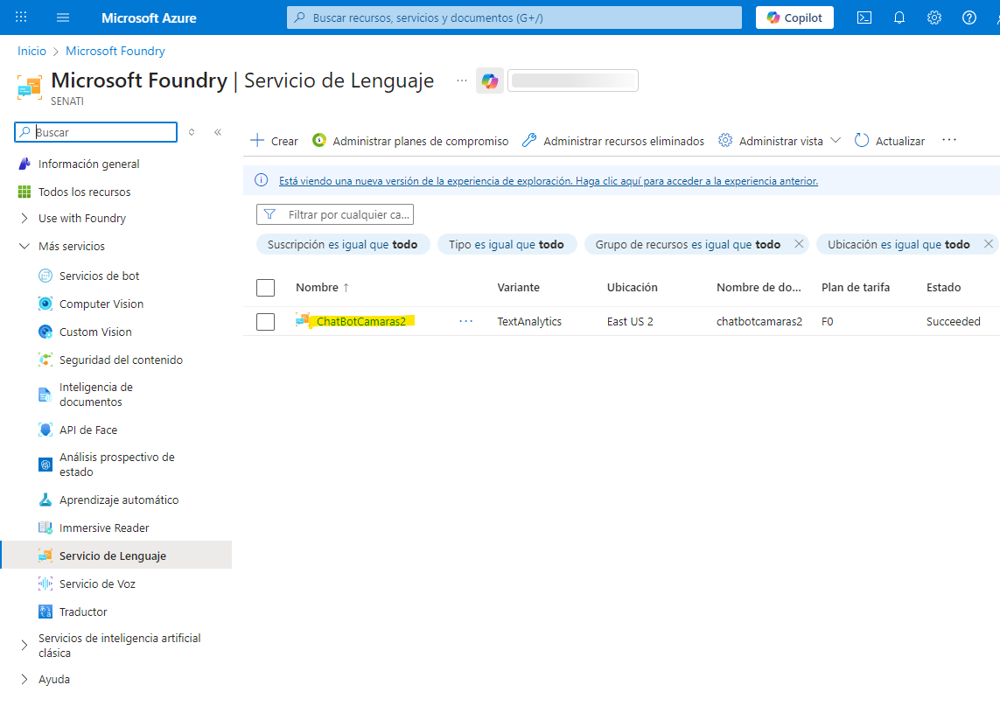 Microsoft Azure
Buscar recursos, servicios y documentos (G+/)
Copilot
Inicio > Microsoft Foundry
Microsoft Foundry | Servicio de Lenguaje
SENATI
Buscar
Crear
Administrar planes de compromiso
Administrar recursos eliminados
Administrar vista
Actualizar
Está viendo una nueva versión de la experiencia de exploración. Haga clic aquí para acceder a la experiencia anterior.
Filtrar por cualquier ca...
Suscripción es igual que todo
Tipo es igual que todo
Grupo de recursos es igual que todo
Ubicación es igual que todo
Nombre ↑ Variante Ubicación Nombre de do... Plan de tarifa Estado
ChatBotCamaras2 ... TextAnalytics East US 2 chatbotcamaras2 F0 Succeeded
Información general
Todos los recursos
Use with Foundry
Más servicios
Servicios de bot
Computer Vision
Custom Vision
Seguridad del contenido
Inteligencia de
documentos
API de Face
Análisis prospectivo de
estado
Aprendizaje automático
Immersive Reader
Servicio de Lenguaje
Servicio de Voz
Traductor
Servicios de inteligencia artificial
clásica
Ayuda